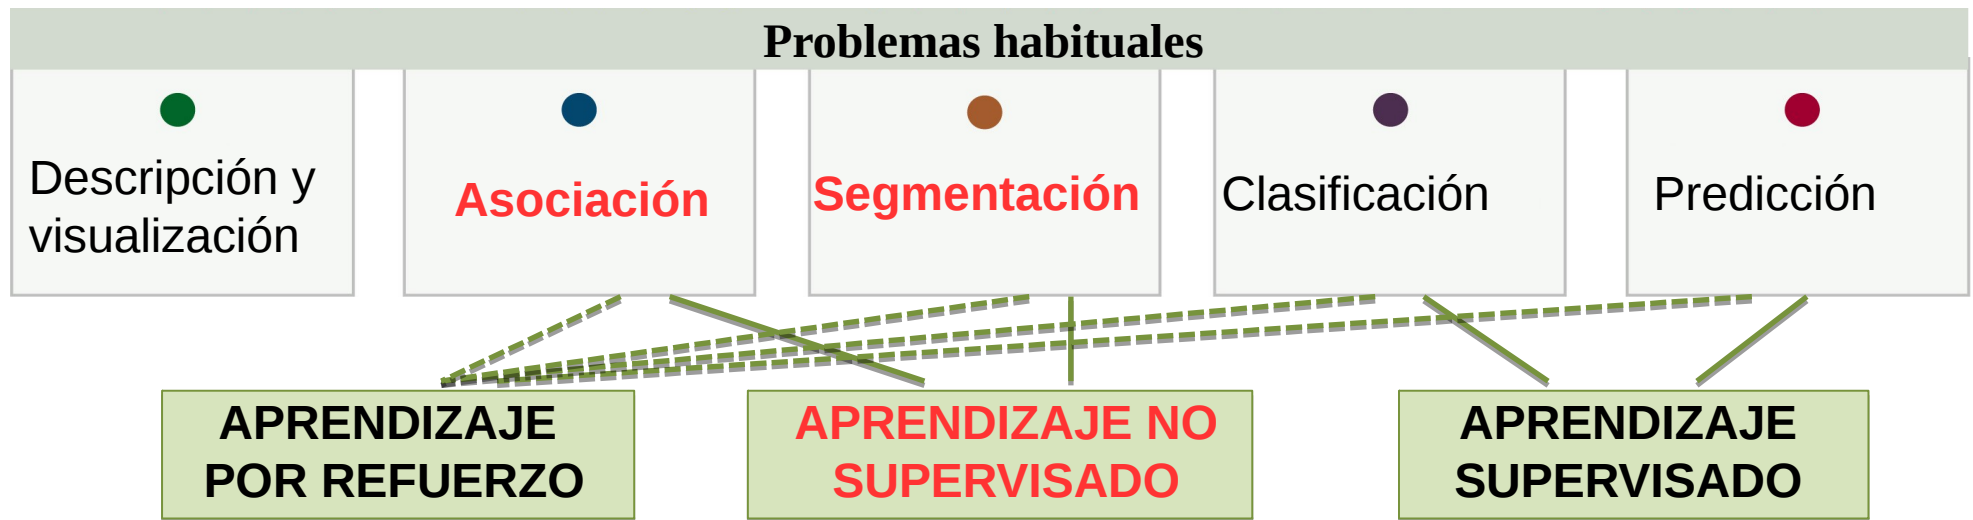 Problemas habituales
Descripción y
visualización
Asociación
Segmentación
Clasificación
Predicción
APRENDIZAJE
POR REFUERZO
APRENDIZAJE NO
SUPERVISADO
APRENDIZAJE
SUPERVISADO